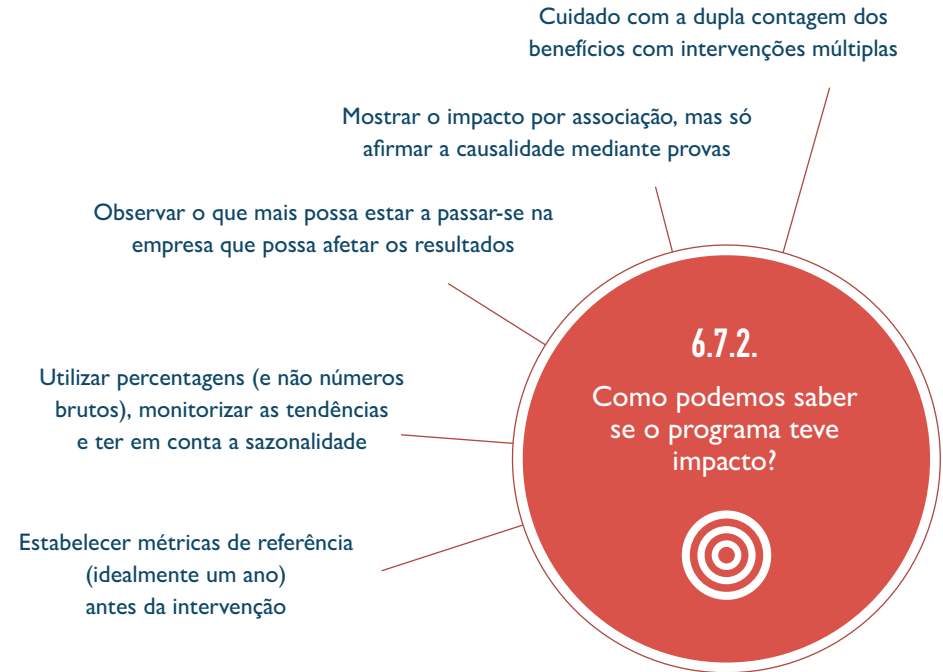 Cuidado com a dupla contagem dos
benefícios com intervenções múltiplas
Mostrar o impacto por associação, mas só
afirmar a causalidade mediante provas
Observar o que mais possa estar a passar-se na
empresa que possa afetar os resultados
Utilizar percentagens (e não números
brutos), monitorizar as tendências
e ter em conta a sazonalidade
Estabelecer métricas de referência
(idealmente um ano)
antes da intervenção
6.7.2.
Como podemos saber
se o programa teve
impacto?